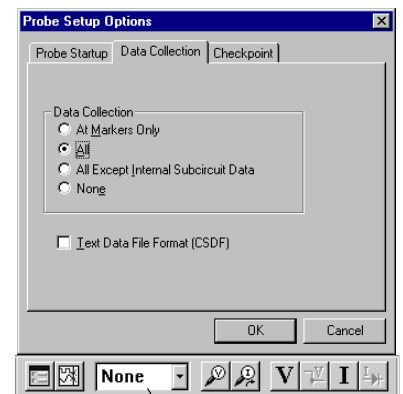 Probe Setup Options
Probe Startup Data Collection Checkpoint
Data Collection
At Markers Only
All
All Except Internal Subcircuit Data
None
Text Data File Format (CSDF)
OK Cancel
None V I V V I I